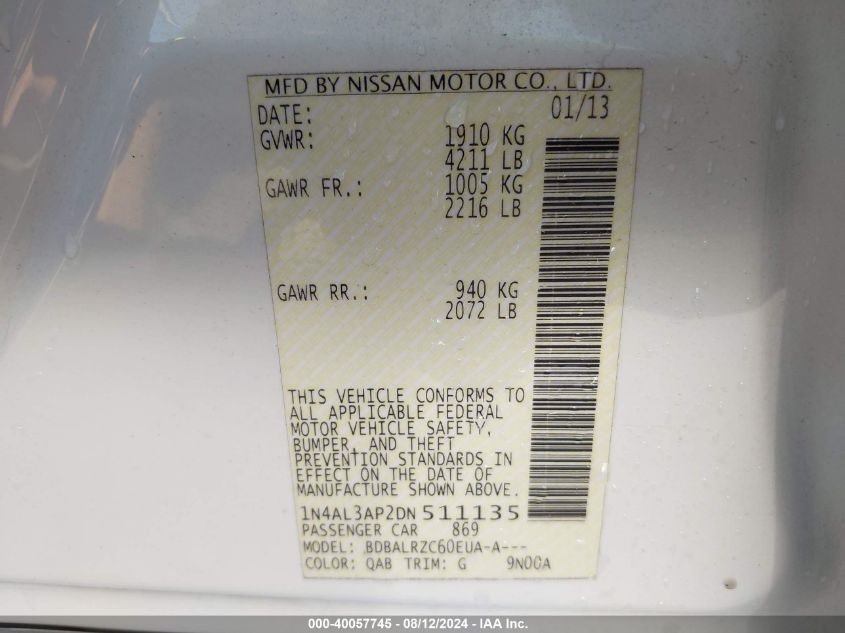 MFD BY NISSAN MOTOR CO., LTD.
DATE: 01/13
GVWR: 1910 KG
4211 LB
GAWR FR.: 1005 KG
2216 LB
GAWR RR.: 940 KG
2072 LB
THIS VEHICLE CONFORMS TO
ALL APPLICABLE FEDERAL
MOTOR VEHICLE SAFETY,
BUMPER, AND THEFT
PREVENTION STANDARDS IN
EFFECT ON THE DATE OF
MANUFACTURE SHOWN ABOVE.
1N4AL3AP2DN511135
PASSENGER CAR 869
MODEL: BDBALRZC60EUA-A---
COLOR: QAB TRIM: G 9N00A
000-40057745 - 08/12/2024 - IAA Inc.